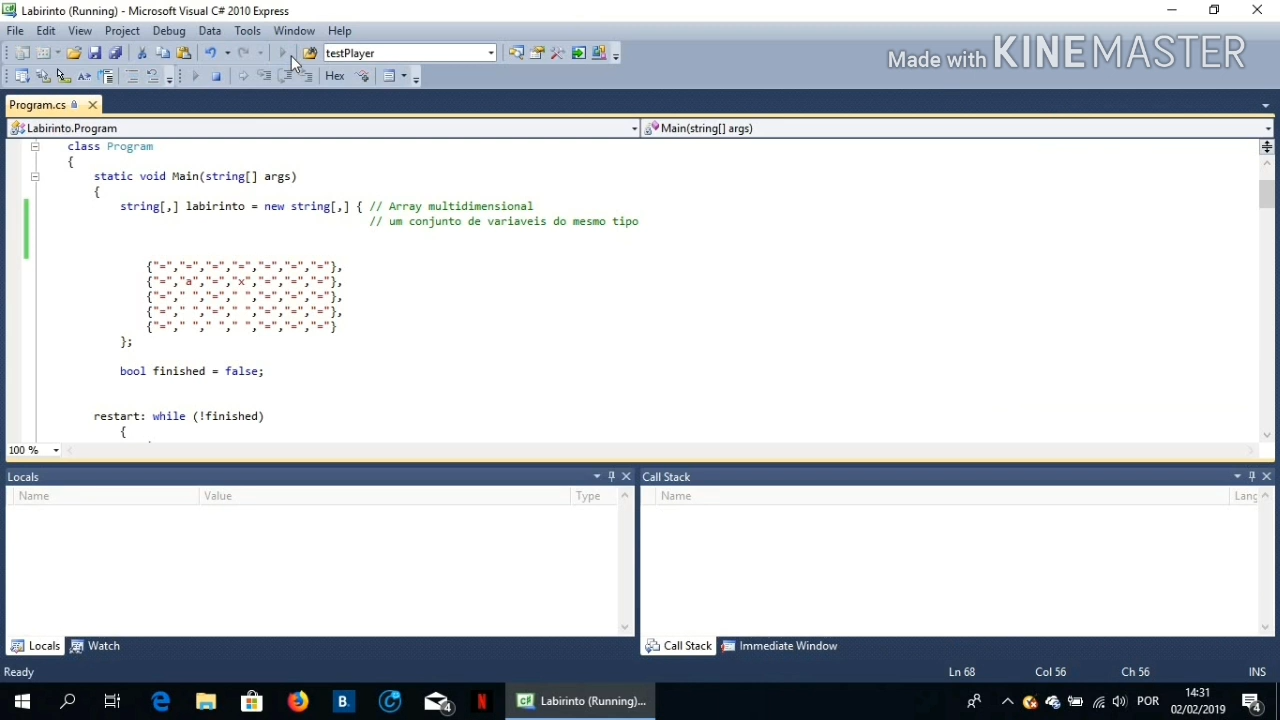 Labirinto (Running) - Microsoft Visual C# 2010 Express
File Edit View Project Debug Data Tools Window Help
testPlayer
Made with KINEMASTER
Hex
Program.cs
Labirinto.Program
Main(string[] args)
class Program
{
static void Main(string[] args)
{
string[,] labirinto = new string[,] { // Array multidimensional
// um conjunto de variaveis do mesmo tipo
{"=","=","=","=","=","=","="},
{"=","a","=","x","=","=","="},
{"="," ","="," ","=","=","="},
{"="," ","="," ","=","=","="},
{"="," "," "," ","=","=","="}
};
bool finished = false;
restart: while (!finished)
{
100 %
Locals
Name Value Type
Call Stack
Name Lang
Locals Watch
Call Stack Immediate Window
Ready Ln 68 Col 56 Ch 56 INS
B. 4 N C# Labirinto (Running)... POR 14:31 4
02/02/2019